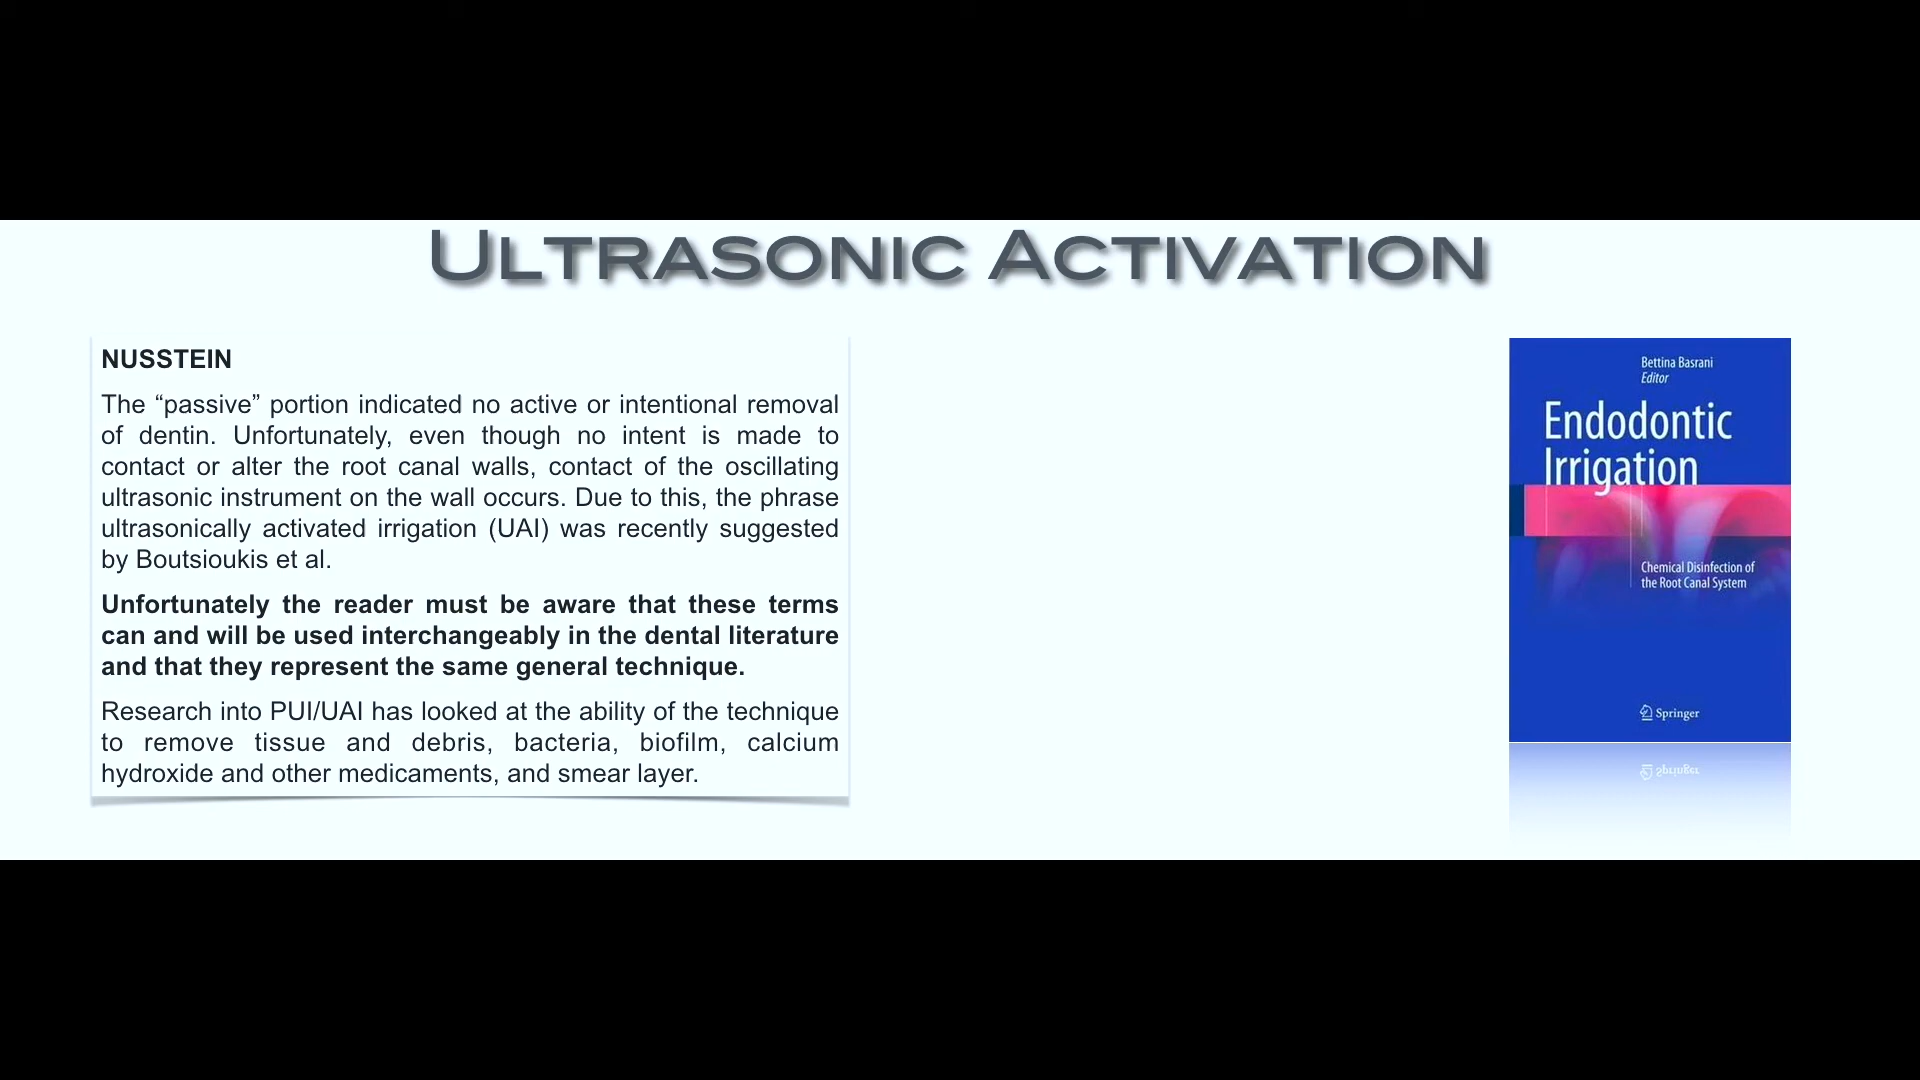 ULTRASONIC ACTIVATION
NUSSTEIN
The “passive” portion indicated no active or intentional removal
of dentin. Unfortunately, even though no intent is made to
contact or alter the root canal walls, contact of the oscillating
ultrasonic instrument on the wall occurs. Due to this, the phrase
ultrasonically activated irrigation (UAI) was recently suggested
by Boutsioukis et al.
Unfortunately the reader must be aware that these terms
can and will be used interchangeably in the dental literature
and that they represent the same general technique.
Research into PUI/UAI has looked at the ability of the technique
to remove tissue and debris, bacteria, biofilm, calcium
hydroxide and other medicaments, and smear layer.
Bettina Basrani
Editor
Endodontic
Irrigation
Chemical Disinfection of
the Root Canal System
Springer